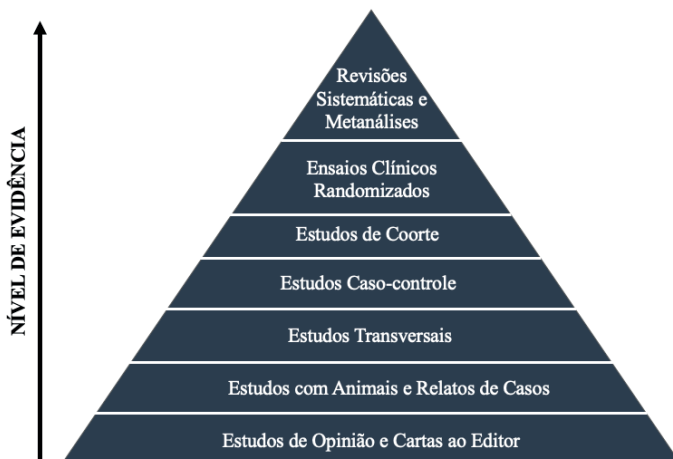 Revisões
Sistemáticas e
Metanálises
Ensaios Clínicos
Randomizados
Estudos de Coorte
Estudos Caso-controle
Estudos Transversais
Estudos com Animais e Relatos de Casos
Estudos de Opinião e Cartas ao Editor
NÍVEL DE EVIDÊNCIA